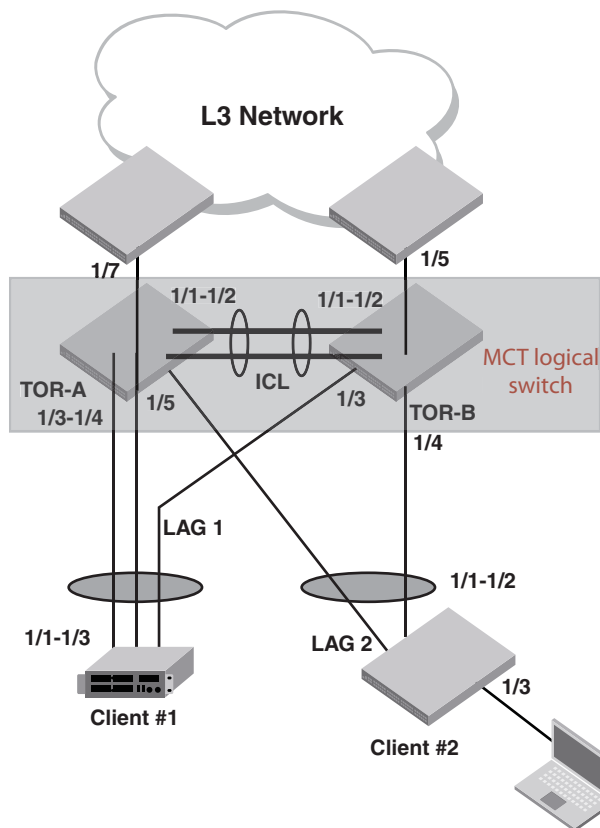 L3 Network
1/7
1/5
1/1-1/2
1/1-1/2
ICL
MCT logical
switch
TOR-A
1/3-1/4
1/5
1/3
TOR-B
1/4
LAG 1
1/1-1/2
1/1-1/3
LAG 2
1/3
Client #1
Client #2